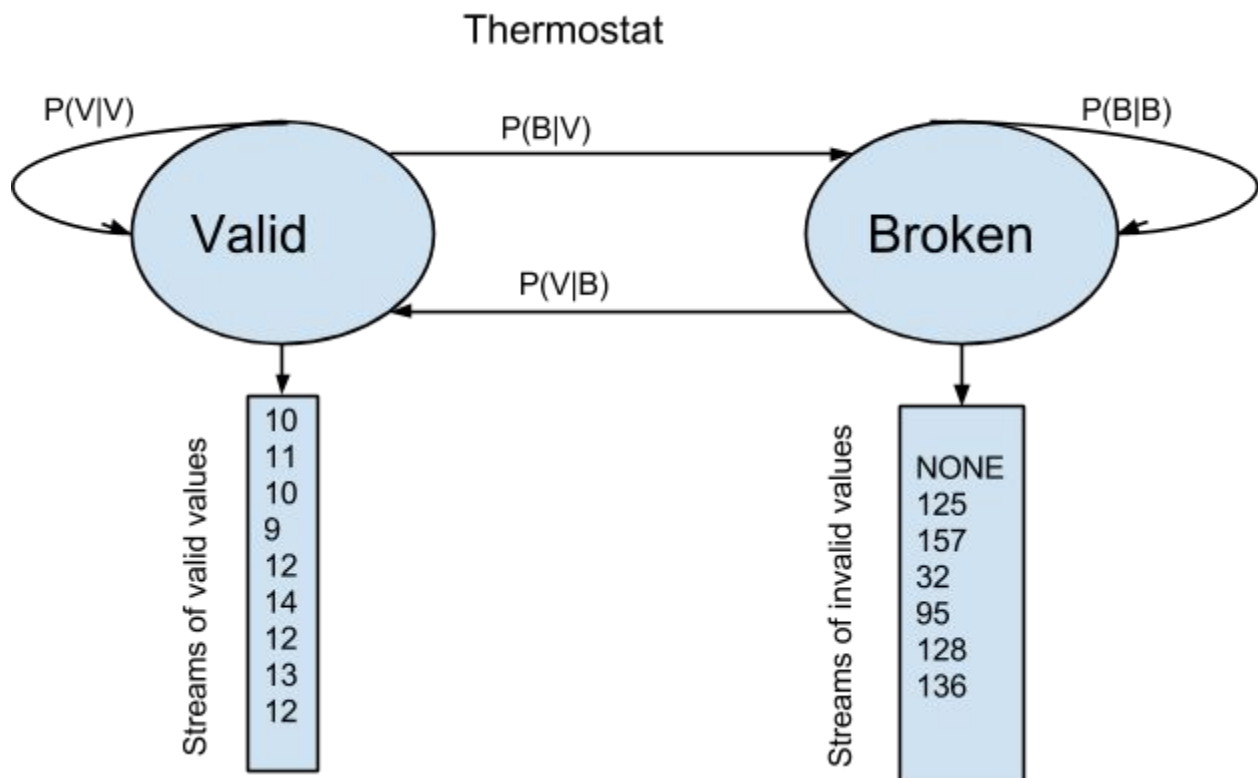 Thermostat
P(V|V)
P(B|V)
P(B|B)
Valid
Broken
P(V|B)
Streams of valid values
10
11
10
9
12
14
12
13
12
Streams of invalid values
NONE
125
157
32
95
128
136